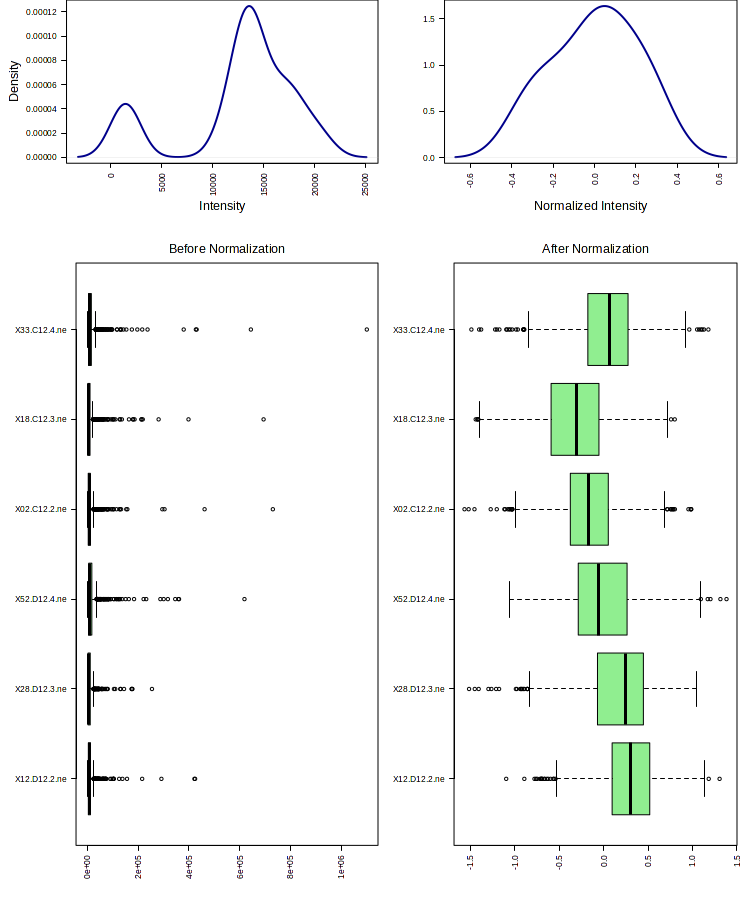 0.00012
0.00010
0.00008
0.00006
0.00004
0.00002
0.00000
Density
0
5000
10000
15000
20000
25000
Intensity
1.5
1.0
0.5
0.0
-0.6
-0.4
-0.2
0.0
0.2
0.4
0.6
Normalized Intensity
Before Normalization
X33.C12.4.ne
X18.C12.3.ne
X02.C12.2.ne
X52.D12.4.ne
X28.D12.3.ne
X12.D12.2.ne
0e+00
2e+05
4e+05
6e+05
8e+05
1e+06
After Normalization
X33.C12.4.ne
X18.C12.3.ne
X02.C12.2.ne
X52.D12.4.ne
X28.D12.3.ne
X12.D12.2.ne
-1.5
-1.0
-0.5
0.0
0.5
1.0
1.5